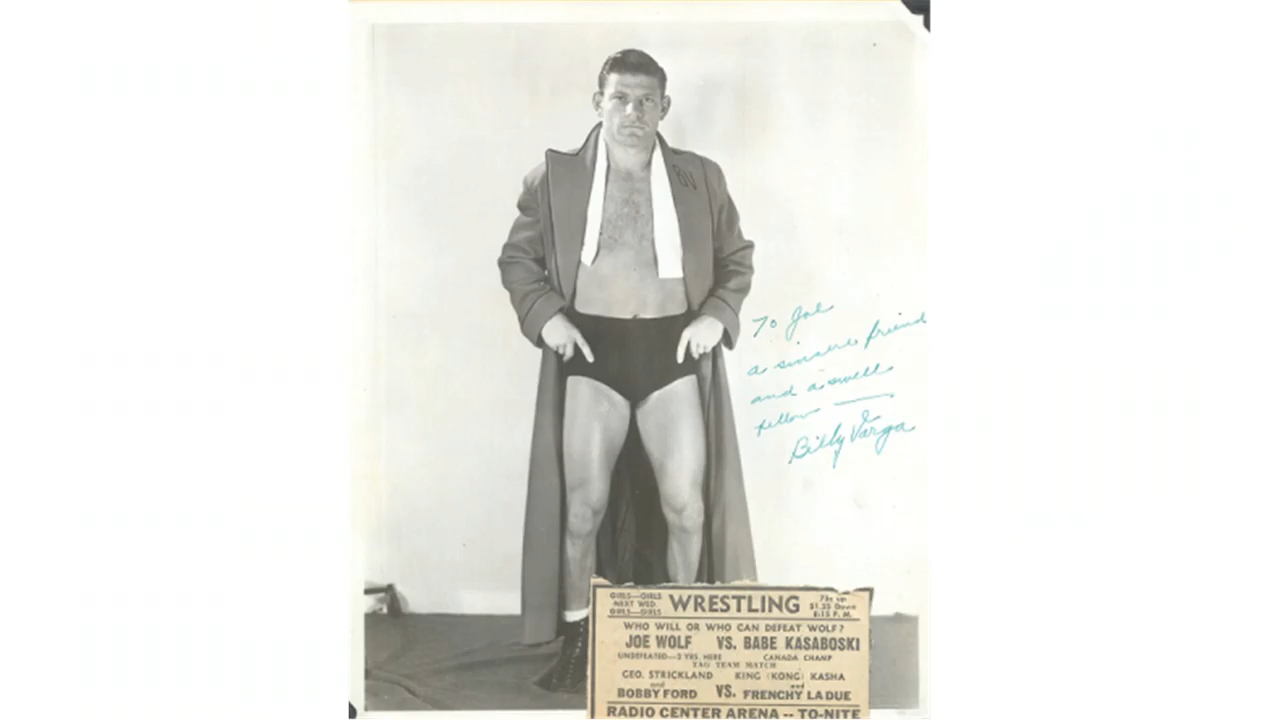 BV
To Joe
a sincere friend
and a swell
fellow —
Billy Varga
GIRLS—GIRLS
NEXT WED.
GIRLS—GIRLS
WRESTLING
75c up
$1.25 Down
8:15 P. M.
WHO WILL OR WHO CAN DEFEAT WOLF?
JOE WOLF VS. BABE KASABOSKI
UNDEFEATED—2 YRS. HERE CANADA CHAMP
TAG TEAM MATCH
GEO. STRICKLAND KING (KONG) KASHA
and and
BOBBY FORD VS. FRENCHY LA DUE
RADIO CENTER ARENA -- TO-NITE